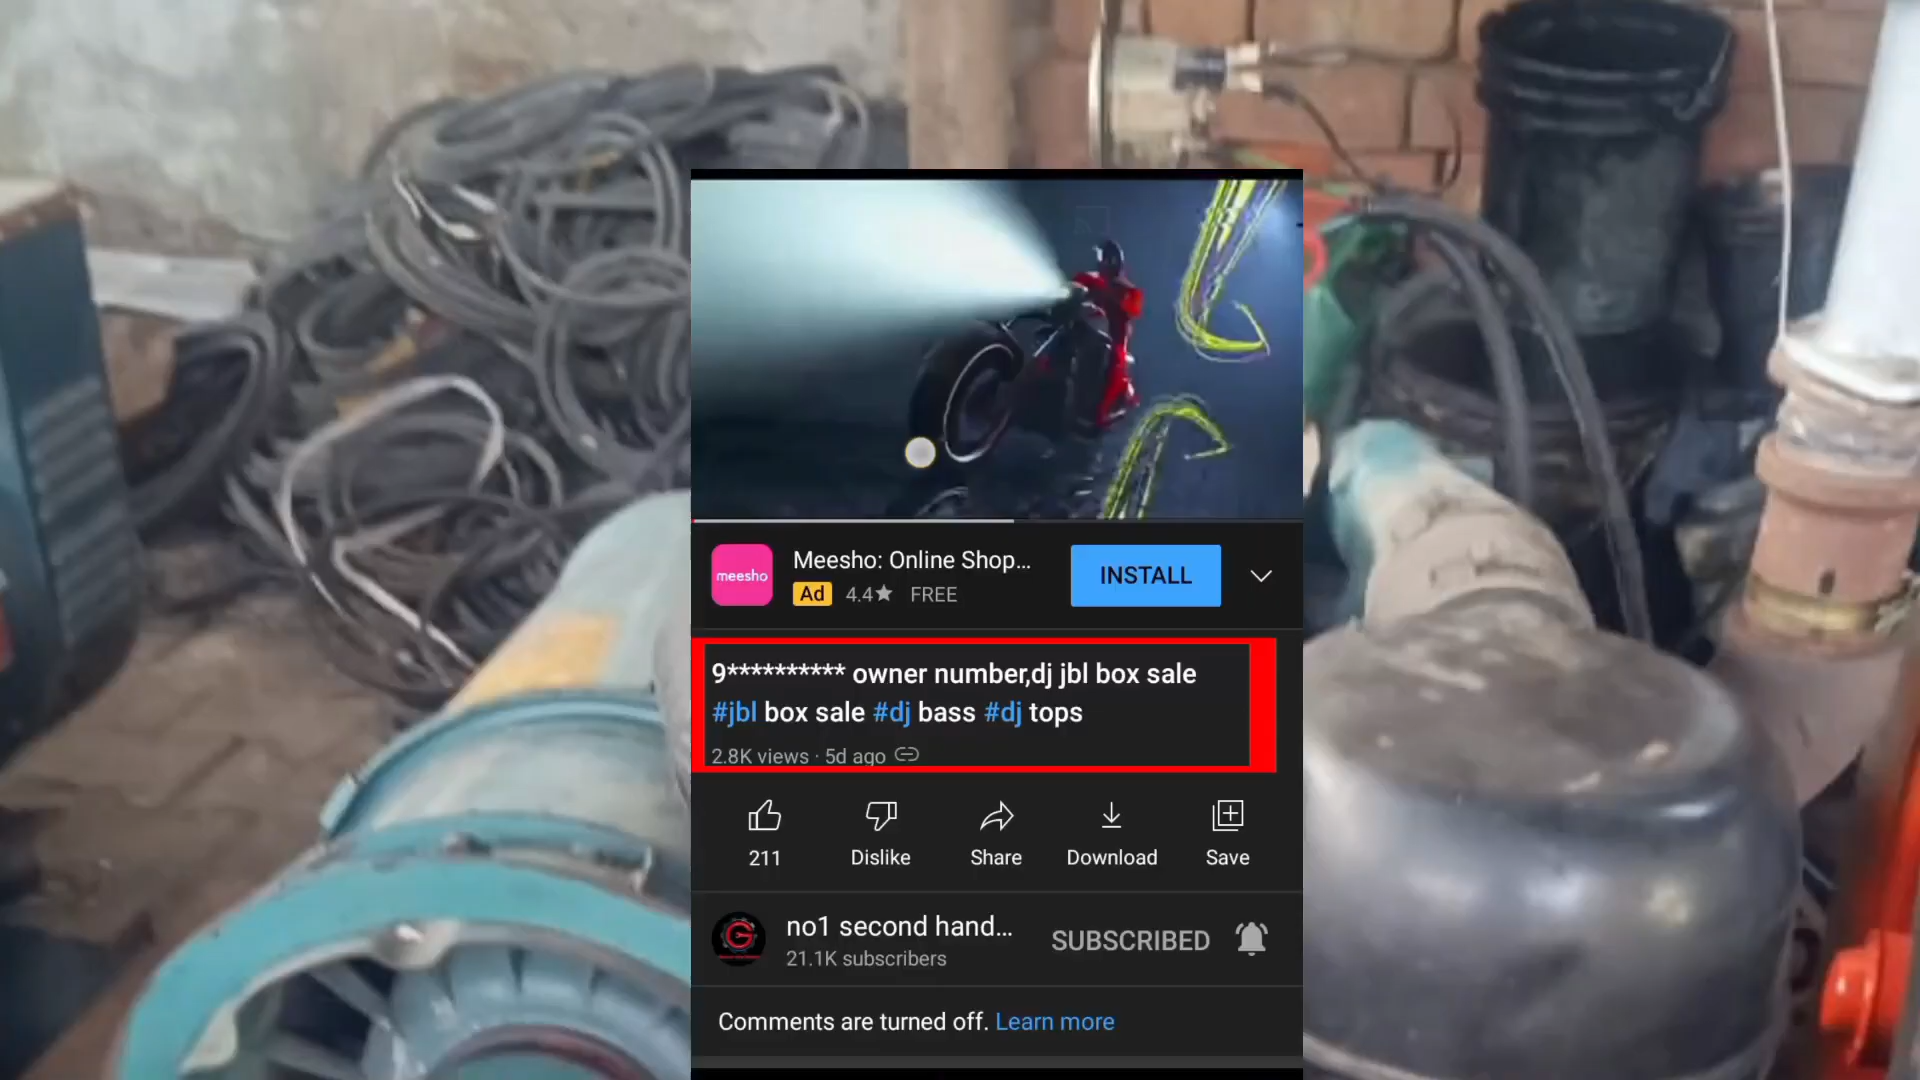 meesho
Meesho: Online Shop...
Ad 4.4★ FREE
INSTALL
9********** owner number,dj jbl box sale
#jbl box sale #dj bass #dj tops
2.8K views · 5d ago
211
Dislike
Share
Download
Save
no1 second hand...
21.1K subscribers
SUBSCRIBED
Comments are turned off. Learn more